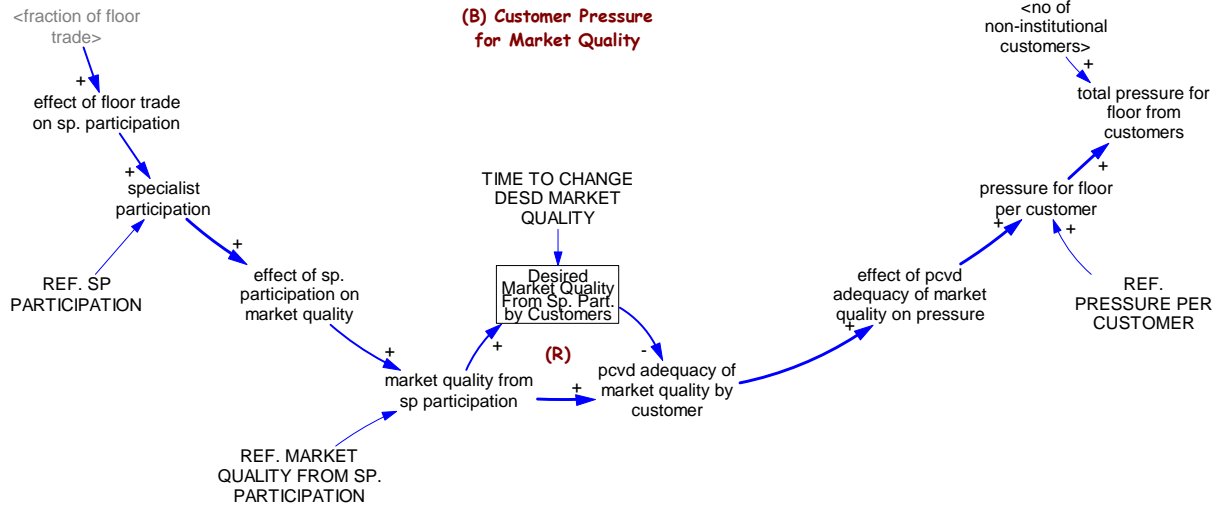 <fraction of floor
trade>
+
effect of floor trade
on sp. participation
+
specialist
participation
REF. SP
PARTICIPATION
+
effect of sp.
participation on
market quality
+
market quality from
sp participation
REF. MARKET
QUALITY FROM SP.
PARTICIPATION
(B) Customer Pressure
for Market Quality
TIME TO CHANGE
DESD MARKET
QUALITY
Desired
Market Quality
From Sp. Part.
by Customers
+
(R)
-
+
pcvd adequacy of
market quality by
customer
+
effect of pcvd
adequacy of market
quality on pressure
+
pressure for floor
per customer
+
REF.
PRESSURE PER
CUSTOMER
+
total pressure for
floor from
customers
+
<no of
non-institutional
customers>